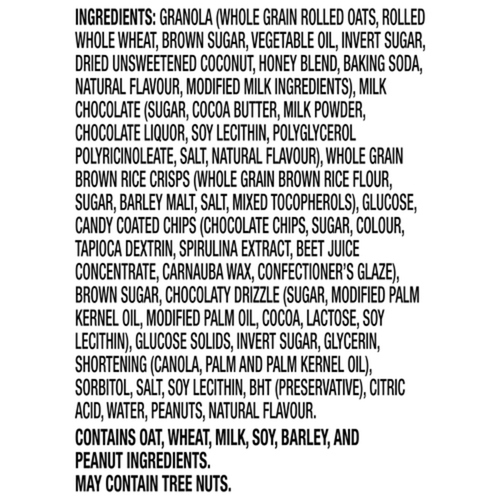 INGREDIENTS: GRANOLA (WHOLE GRAIN ROLLED OATS, ROLLED
WHOLE WHEAT, BROWN SUGAR, VEGETABLE OIL, INVERT SUGAR,
DRIED UNSWEETENED COCONUT, HONEY BLEND, BAKING SODA,
NATURAL FLAVOUR, MODIFIED MILK INGREDIENTS), MILK
CHOCOLATE (SUGAR, COCOA BUTTER, MILK POWDER,
CHOCOLATE LIQUOR, SOY LECITHIN, POLYGLYCEROL
POLYRICINOLEATE, SALT, NATURAL FLAVOUR), WHOLE GRAIN
BROWN RICE CRISPS (WHOLE GRAIN BROWN RICE FLOUR,
SUGAR, BARLEY MALT, SALT, MIXED TOCOPHEROLS), GLUCOSE,
CANDY COATED CHIPS (CHOCOLATE CHIPS, SUGAR, COLOUR,
TAPIOCA DEXTRIN, SPIRULINA EXTRACT, BEET JUICE
CONCENTRATE, CARNAUBA WAX, CONFECTIONER'S GLAZE),
BROWN SUGAR, CHOCOLATY DRIZZLE (SUGAR, MODIFIED PALM
KERNEL OIL, MODIFIED PALM OIL, COCOA, LACTOSE, SOY
LECITHIN), GLUCOSE SOLIDS, INVERT SUGAR, GLYCERIN,
SHORTENING (CANOLA, PALM AND PALM KERNEL OIL),
SORBITOL, SALT, SOY LECITHIN, BHT (PRESERVATIVE), CITRIC
ACID, WATER, PEANUTS, NATURAL FLAVOUR.
CONTAINS OAT, WHEAT, MILK, SOY, BARLEY, AND
PEANUT INGREDIENTS.
MAY CONTAIN TREE NUTS.